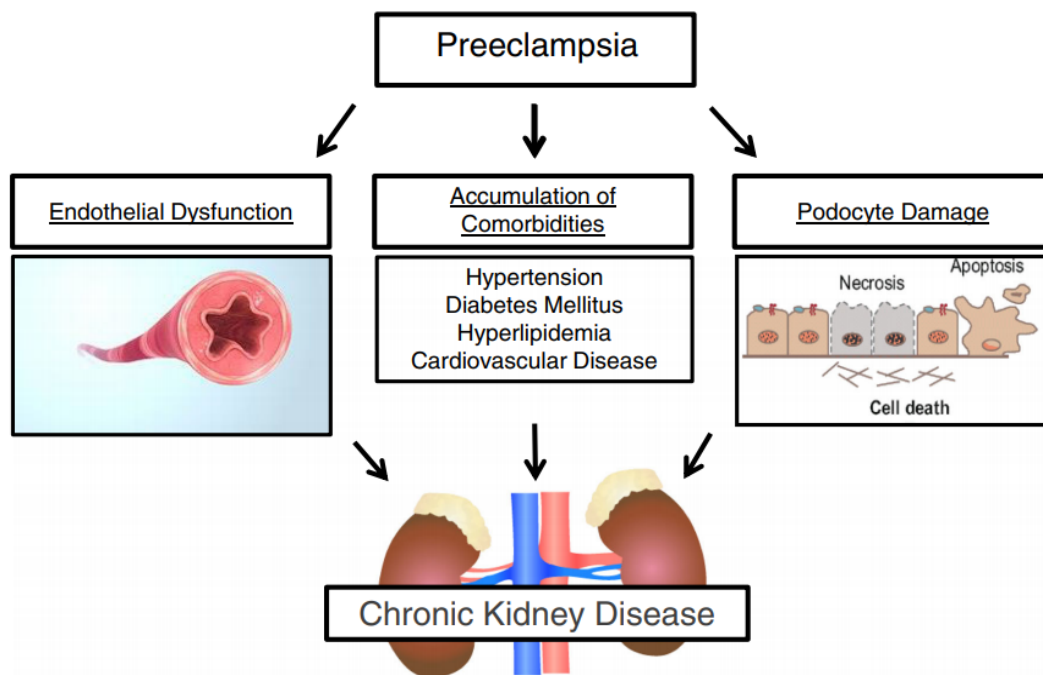 Preeclampsia
Endothelial Dysfunction
Accumulation of
Comorbidities
Hypertension
Diabetes Mellitus
Hyperlipidemia
Cardiovascular Disease
Podocyte Damage
Apoptosis
Necrosis
Cell death
Chronic Kidney Disease